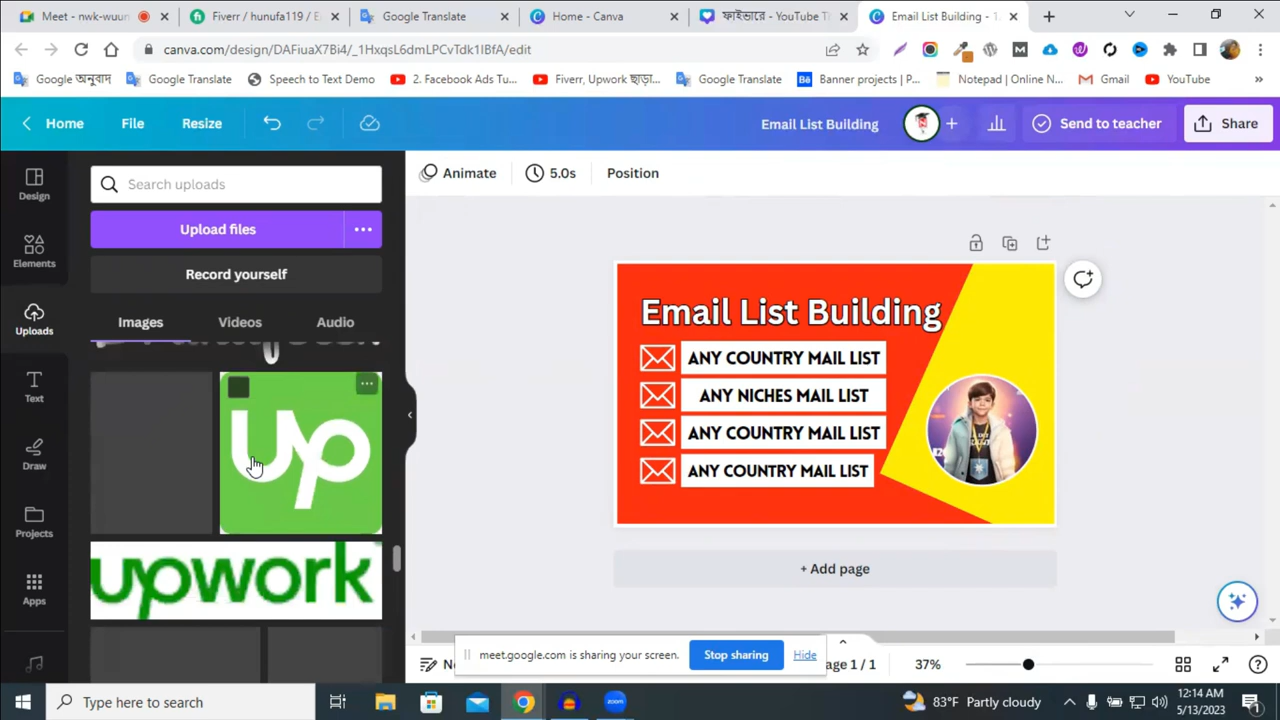 Meet - nwk-wuun
Fiverr / hunufa119 / E
Google Translate
Home - Canva
ফাইভারে - YouTube T
Email List Building - 1
canva.com/design/DAFiuaX7Bi4/_1HxqsL6dmLPCvTdk1IBfA/edit
Google অনুবাদ
Google Translate
Speech to Text Demo
2. Facebook Ads Tu...
Fiverr, Upwork ছাড়া...
Google Translate
Banner projects | P...
Notepad | Online N...
Gmail
YouTube
Home
File
Resize
Email List Building
Send to teacher
Share
Search uploads
Animate
5.0s
Position
Design
Upload files
Record yourself
Elements
Images
Videos
Audio
Uploads
Text
Draw
Projects
Apps
Up
upwork
Email List Building
ANY COUNTRY MAIL LIST
ANY NICHES MAIL LIST
ANY COUNTRY MAIL LIST
ANY COUNTRY MAIL LIST
+ Add page
meet.google.com is sharing your screen.
Stop sharing
Hide
age 1 / 1
37%
Type here to search
83°F Partly cloudy
12:14 AM
5/13/2023